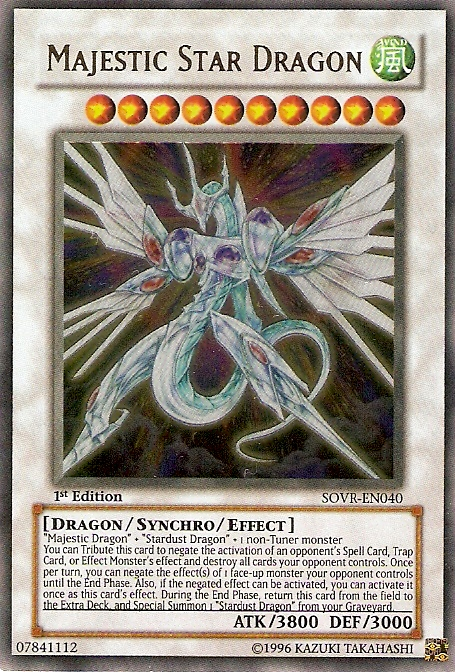 MAJESTIC STAR DRAGON
WIND
風
1st Edition
SOVR-EN040
[DRAGON/SYNCHRO/EFFECT]
"Majestic Dragon" + "Stardust Dragon" + 1 non-Tuner monster
You can Tribute this card to negate the activation of an opponent's Spell Card, Trap
Card, or Effect Monster's effect and destroy all cards your opponent controls. Once
per turn, you can negate the effect(s) of 1 face-up monster your opponent controls
until the End Phase. Also, if the negated effect can be activated, you can activate it
once as this card's effect. During the End Phase, return this card from the field to
the Extra Deck, and Special Summon 1 "Stardust Dragon" from your Graveyard.
ATK/3800 DEF/3000
07841112
©1996 KAZUKI TAKAHASHI